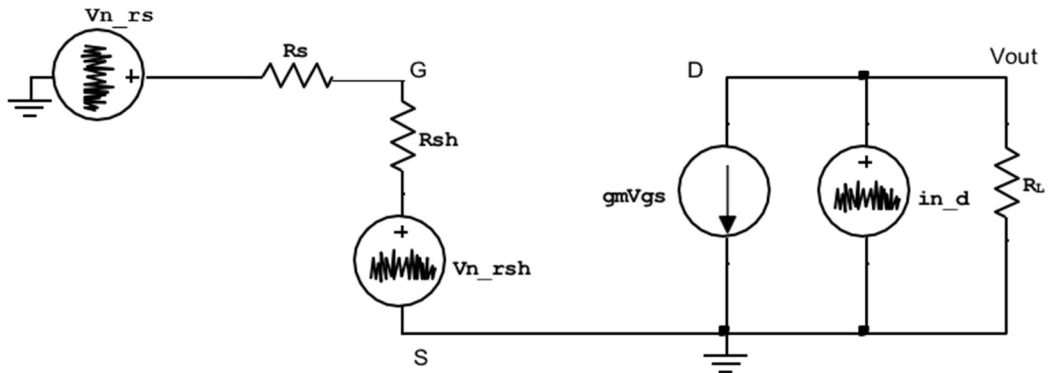 Vn_rs
Rs
G
Rsh
+
+
Vn_rsh
S
D
Vout
gmVgs
+
in_d
RL